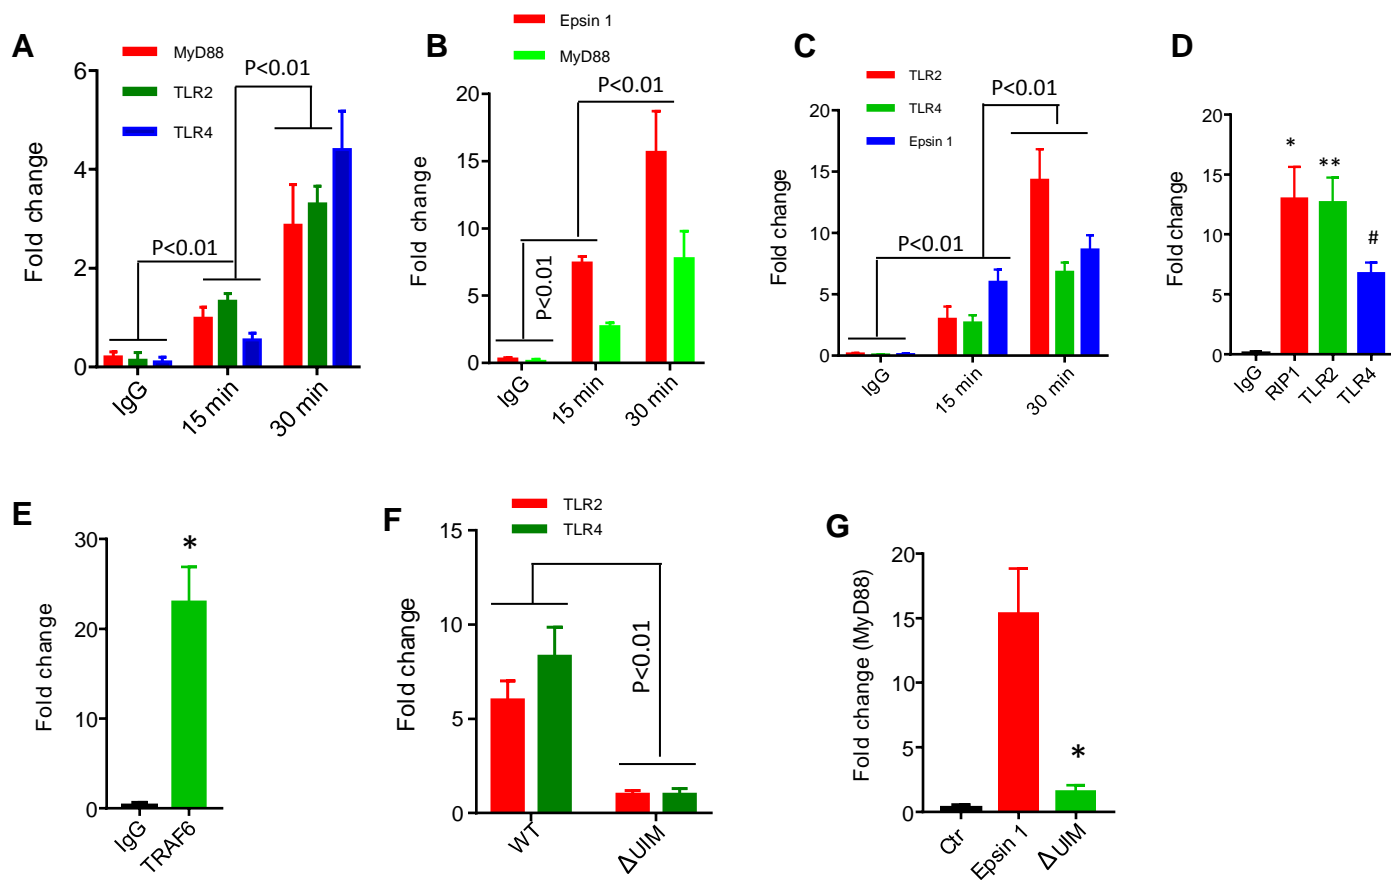 A
MyD88
TLR2
TLR4
P<0.01
P<0.01
Fold change
6
4
2
0
IgG
15 min
30 min
B
Epsin 1
MyD88
P<0.01
P<0.01
Fold change
20
15
10
5
0
IgG
15 min
30 min
C
TLR2
TLR4
Epsin 1
P<0.01
P<0.01
Fold change
20
15
10
5
0
IgG
15 min
30 min
D
Fold change
20
15
10
5
0
*
**
#
IgG
RIP1
TLR2
TLR4
E
Fold change
30
20
10
0
*
IgG
TRAF6
F
TLR2
TLR4
P<0.01
Fold change
15
10
5
0
WT
ΔUIM
G
Fold change (MyD88)
20
15
10
5
0
*
Ctr
Epsin 1
ΔUIM